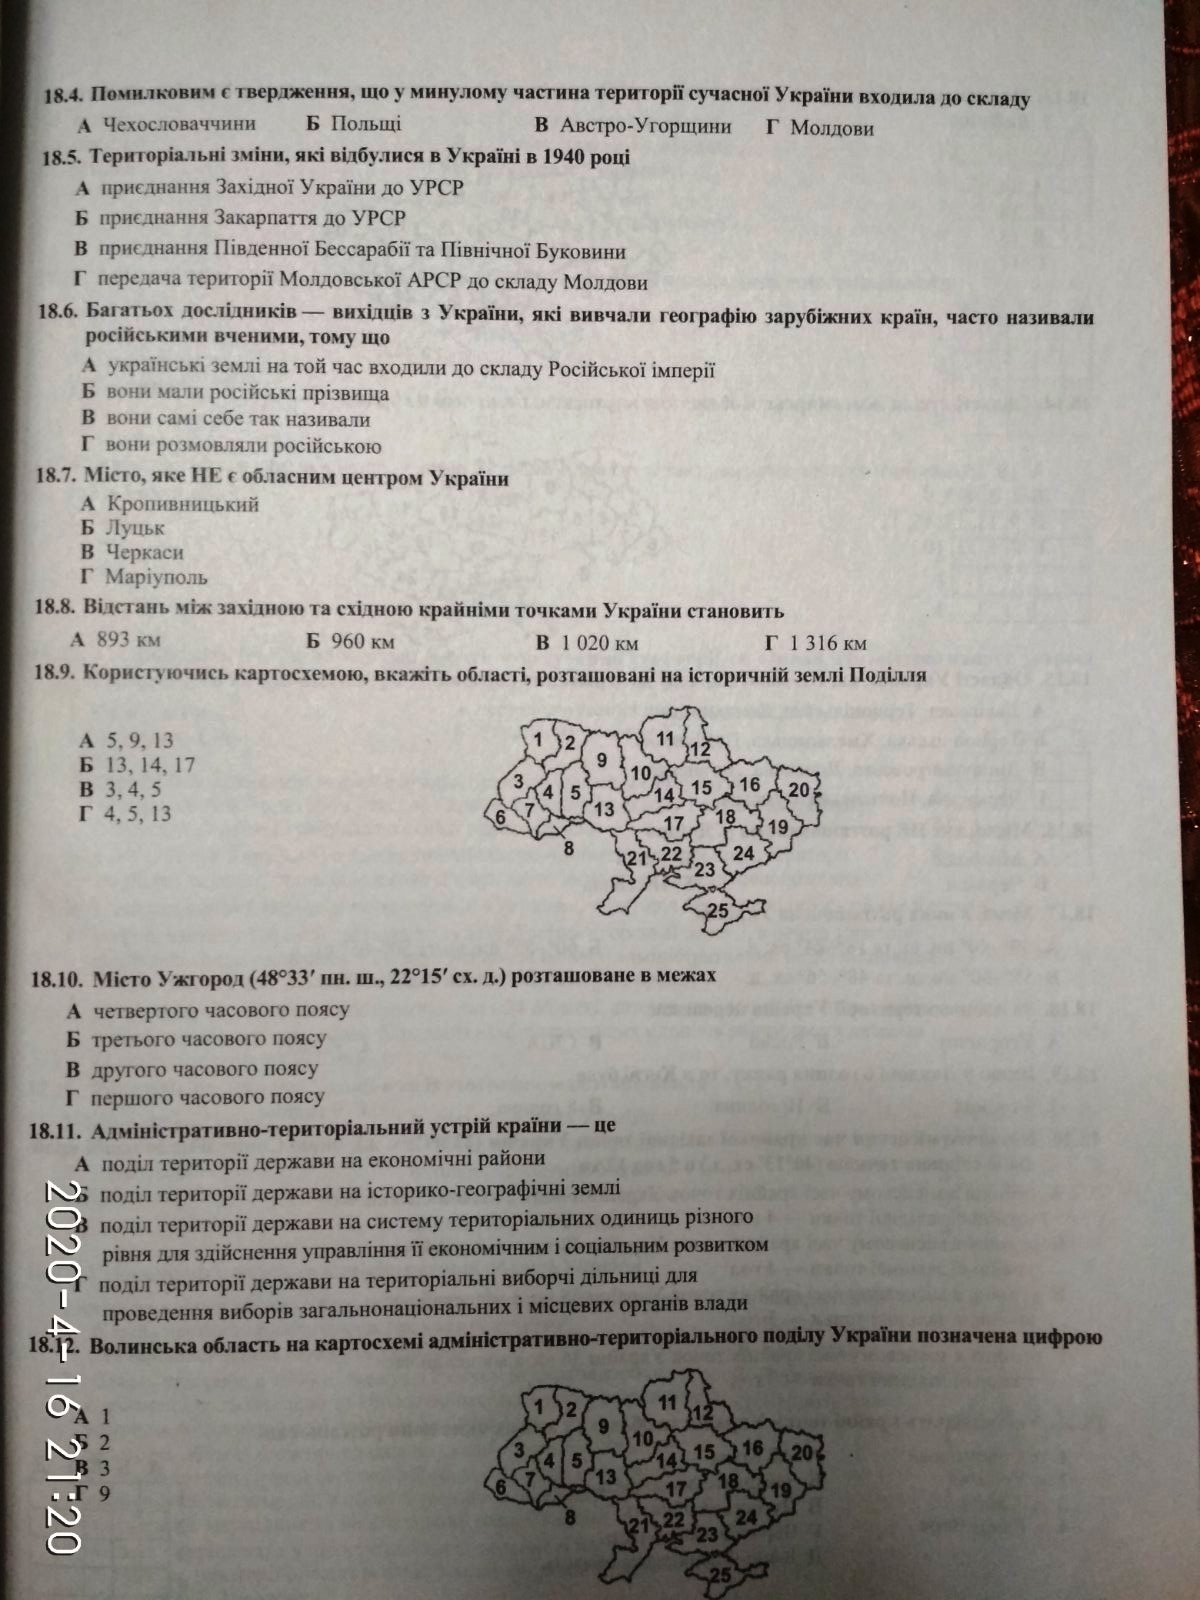 18.4. Помилковим є твердження, що у минулому частина території сучасної України входила до складу
А Чехословаччини Б Польщі В Австро-Угорщини Г Молдови
18.5. Територіальні зміни, які відбулися в Україні в 1940 році
А приєднання Західної України до УРСР
Б приєднання Закарпаття до УРСР
В приєднання Південної Бессарабії та Північної Буковини
Г передача території Молдовської АРСР до складу Молдови
18.6. Багатьох дослідників — вихідців з України, які вивчали географію зарубіжних країн, часто називали
російськими вченими, тому що
А українські землі на той час входили до складу Російської імперії
Б вони мали російські прізвища
В вони самі себе так називали
Г вони розмовляли російською
18.7. Місто, яке НЕ є обласним центром України
А Кропивницький
Б Луцьк
В Черкаси
Г Маріуполь
18.8. Відстань між західною та східною крайніми точками України становить
А 893 км Б 960 км В 1 020 км Г 1 316 км
18.9. Користуючись картосхемою, вкажіть області, розташовані на історичній землі Поділля
А 5, 9, 13
Б 13, 14, 17
В 3, 4, 5
Г 4, 5, 13
1 2 9 11 12
3 4 5 10 14 15 16 20
6 7 13 17 18 19
8 21 22 23 24
25
18.10. Місто Ужгород (48°33′ пн. ш., 22°15′ сх. д.) розташоване в межах
А четвертого часового поясу
Б третього часового поясу
В другого часового поясу
Г першого часового поясу
18.11. Адміністративно-територіальний устрій країни — це
А поділ території держави на економічні райони
Б поділ території держави на історико-географічні землі
В поділ території держави на систему територіальних одиниць різного
рівня для здійснення управління її економічним і соціальним розвитком
Г поділ території держави на територіальні виборчі дільниці для
проведення виборів загальнонаціональних і місцевих органів влади
18.12. Волинська область на картосхемі адміністративно-територіального поділу України позначена цифрою
А 1
Б 2
В 3
Г 9
1 2 9 11 12
3 4 5 10 14 15 16 20
6 7 13 17 18 19
8 21 22 23 24
25
2020-4-16 21:20